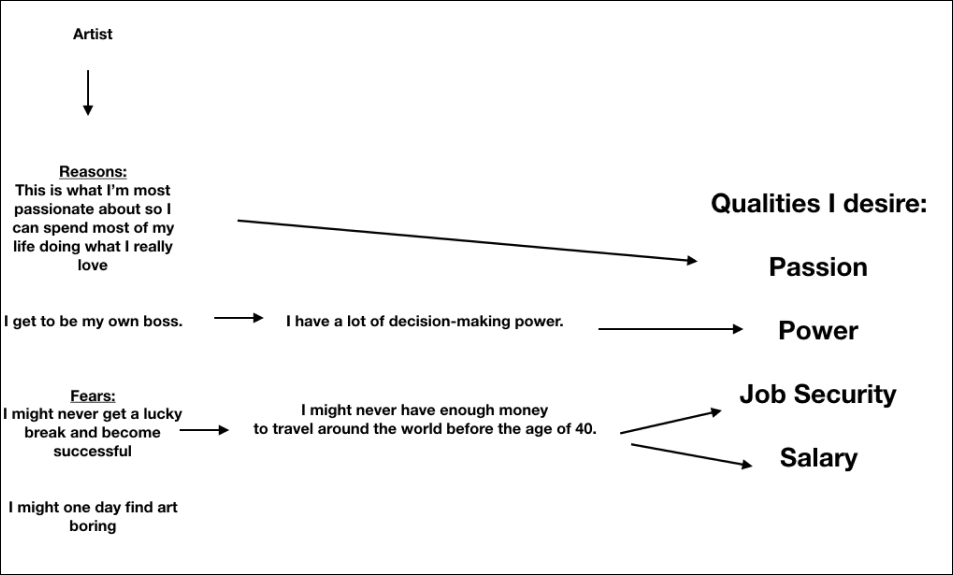 Artist
Reasons:
This is what I'm most
passionate about so I
can spend most of my
life doing what I really
love
I get to be my own boss.
I have a lot of decision-making power.
Fears:
I might never get a lucky
break and become
successful
I might never have enough money
to travel around the world before the age of 40.
I might one day find art
boring
Qualities I desire:
Passion
Power
Job Security
Salary